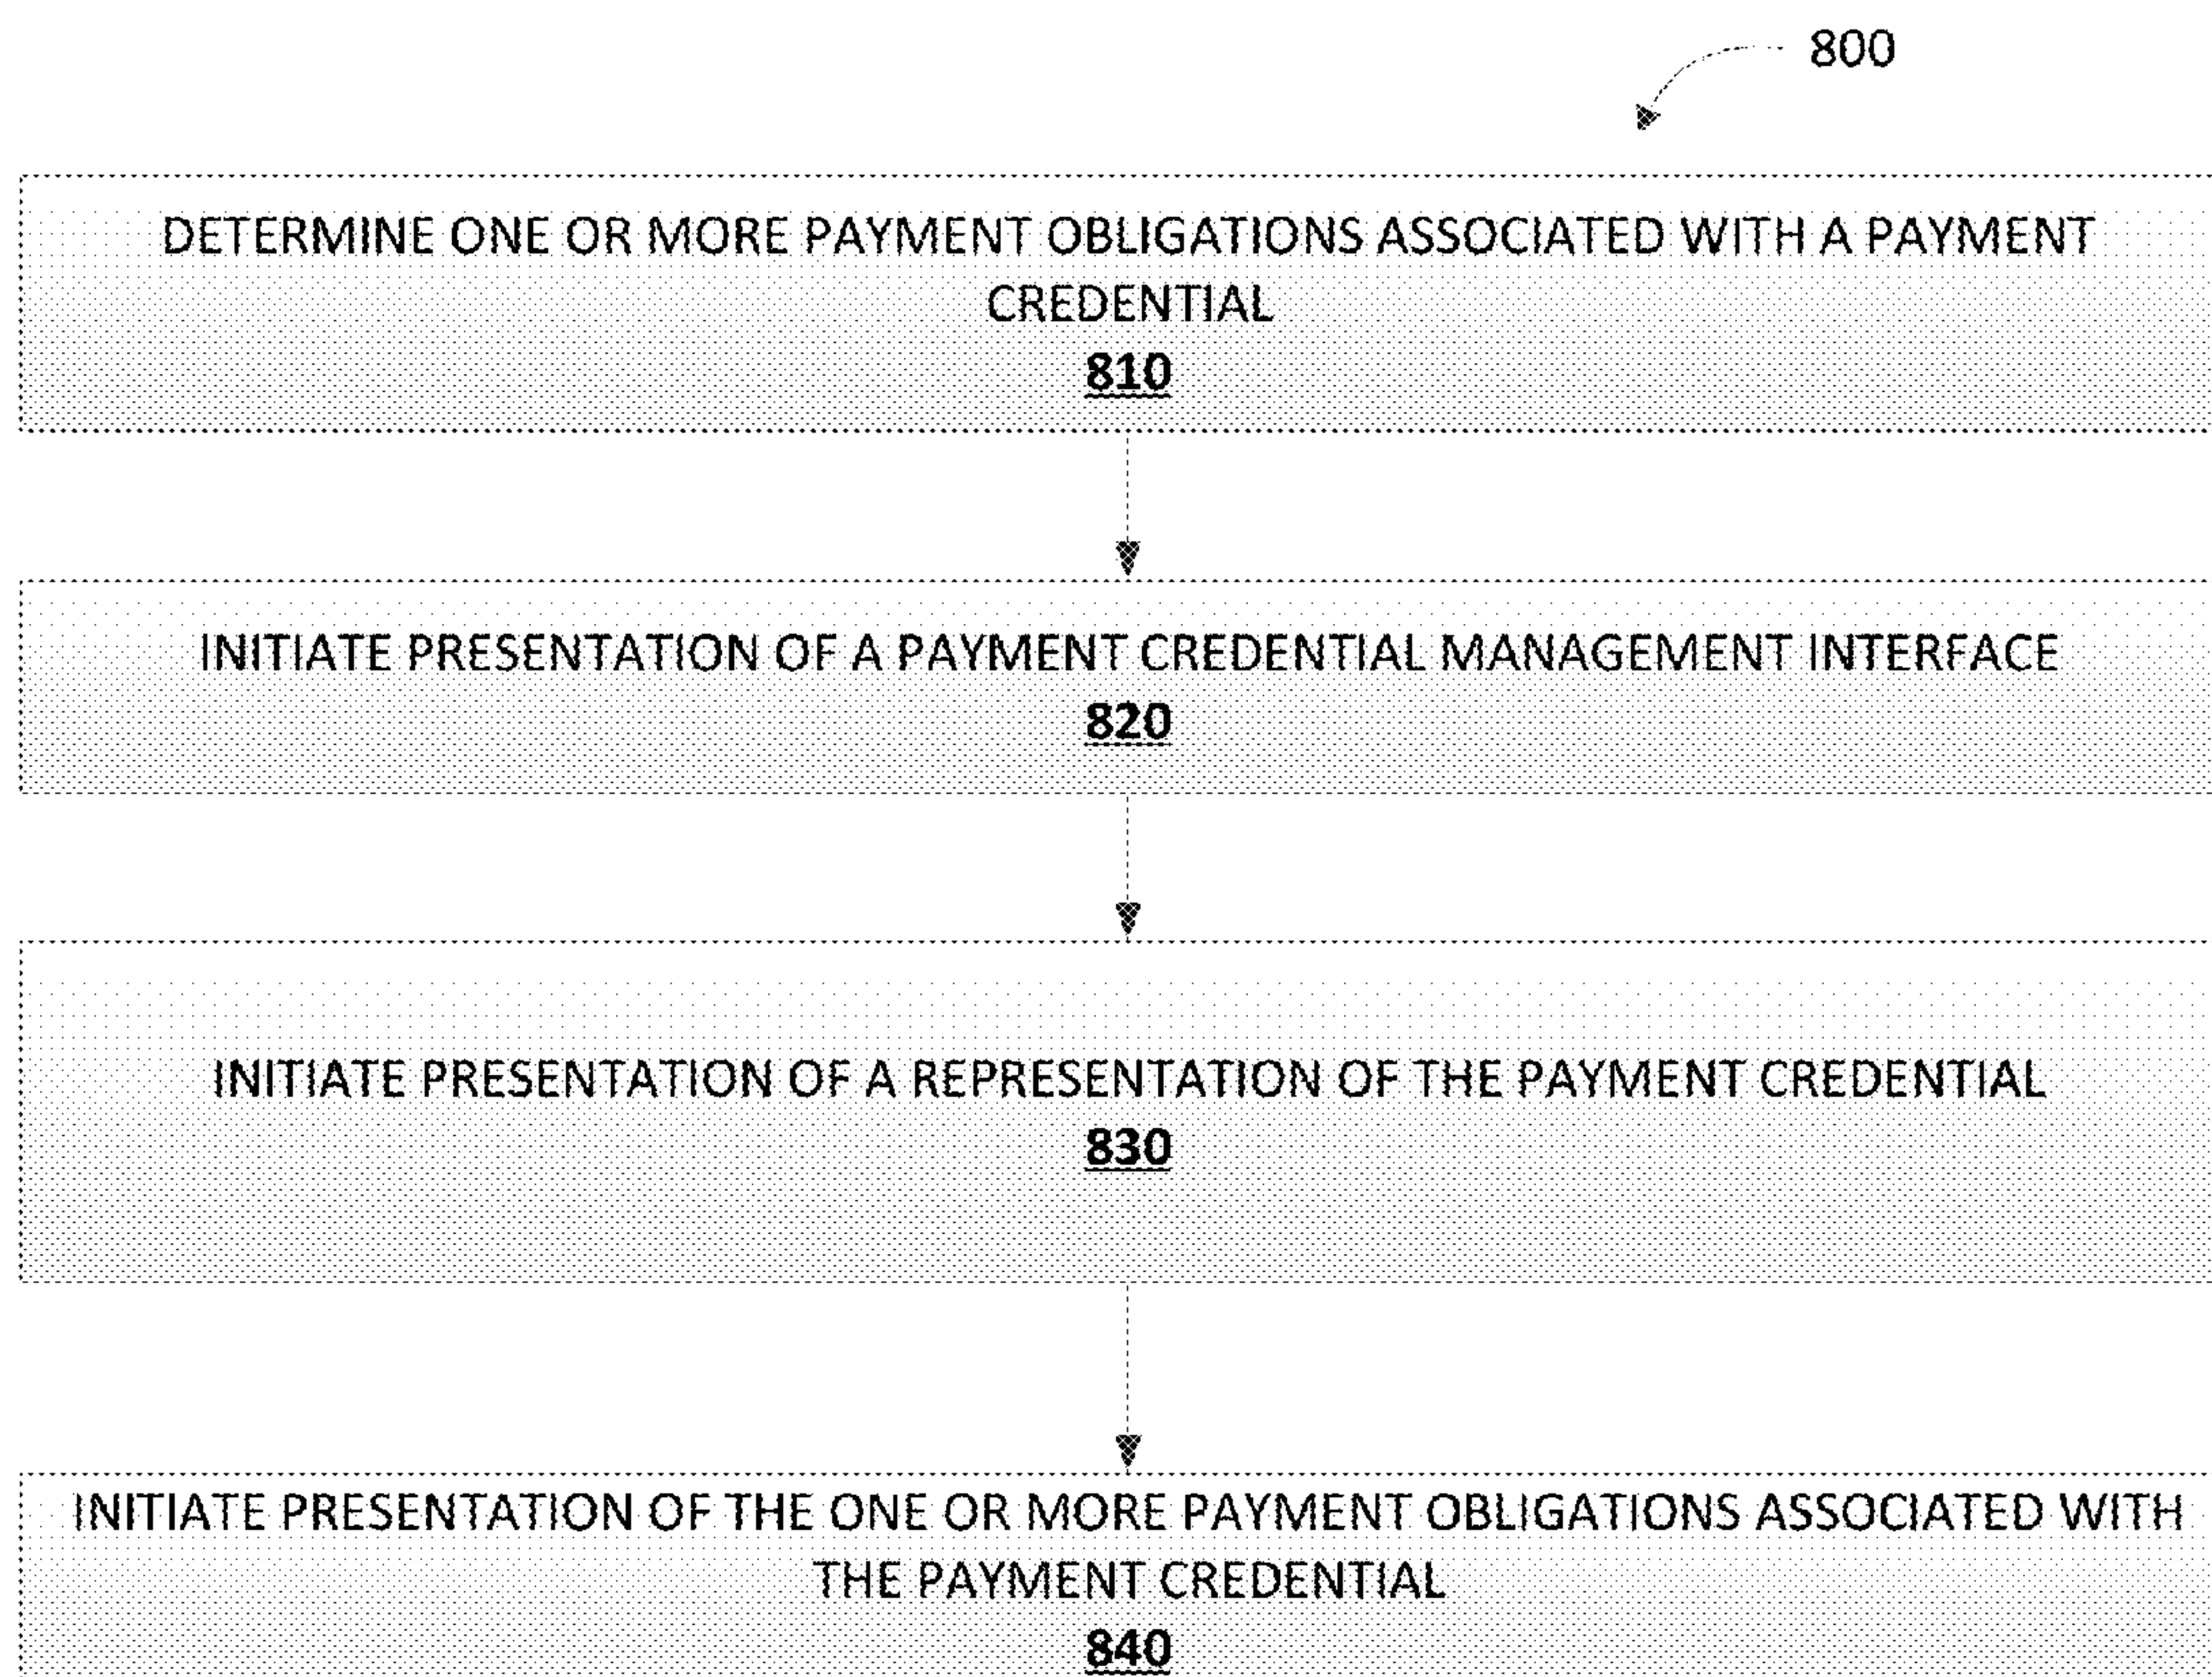 800
DETERMINE ONE OR MORE PAYMENT OBLIGATIONS ASSOCIATED WITH A PAYMENT
CREDENTIAL
810
INITIATE PRESENTATION OF A PAYMENT CREDENTIAL MANAGEMENT INTERFACE
820
INITIATE PRESENTATION OF A REPRESENTATION OF THE PAYMENT CREDENTIAL
830
INITIATE PRESENTATION OF THE ONE OR MORE PAYMENT OBLIGATIONS ASSOCIATED WITH
THE PAYMENT CREDENTIAL
840